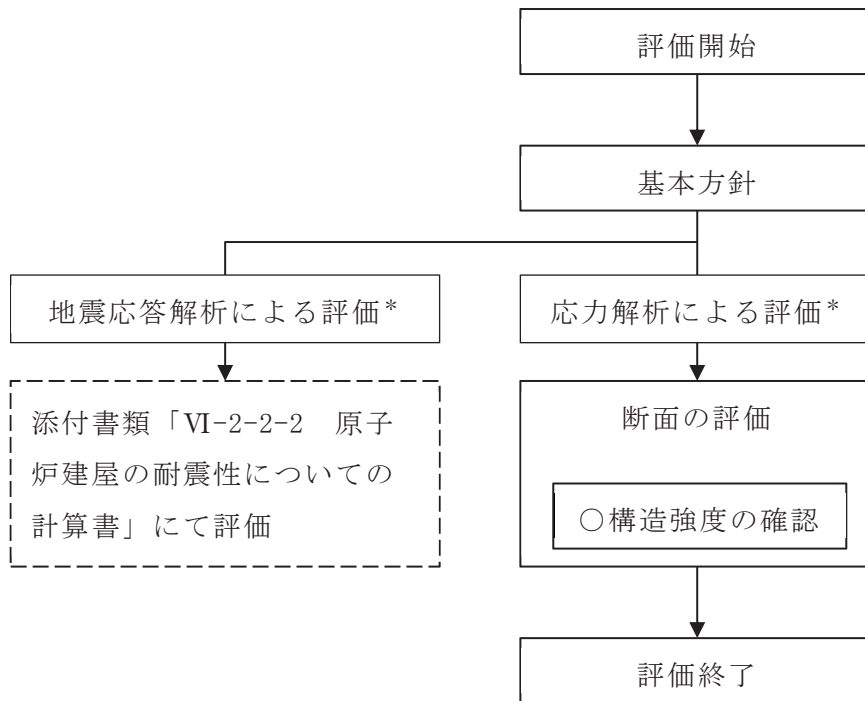 評価開始
基本方針
地震応答解析による評価*
応力解析による評価*
添付書類「Ⅵ-2-2-2　原子
炉建屋の耐震性についての
計算書」にて評価
断面の評価
○構造強度の確認
評価終了